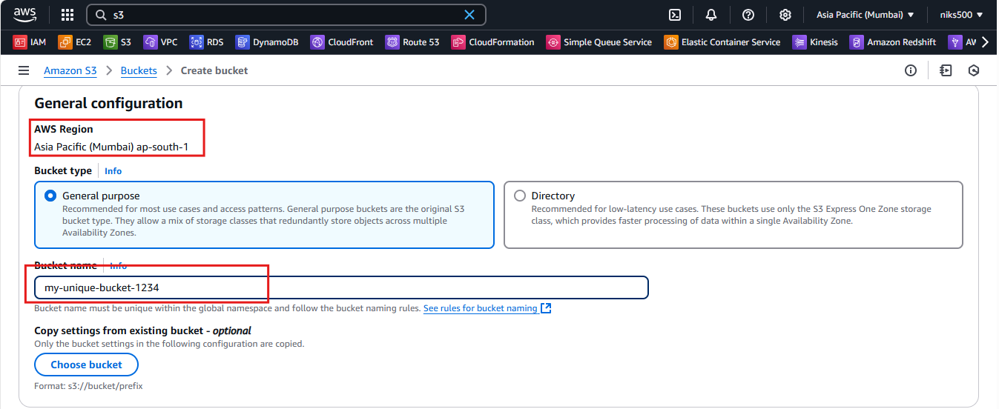 aws
s3
Asia Pacific (Mumbai)
niks500
IAM EC2 S3 VPC RDS DynamoDB CloudFront Route 53 CloudFormation Simple Queue Service Elastic Container Service Kinesis Amazon Redshift AW
Amazon S3 > Buckets > Create bucket
General configuration
AWS Region
Asia Pacific (Mumbai) ap-south-1
Bucket type Info
General purpose
Recommended for most use cases and access patterns. General purpose buckets are the original S3
bucket type. They allow a mix of storage classes that redundantly store objects across multiple
Availability Zones.
Directory
Recommended for low-latency use cases. These buckets use only the S3 Express One Zone storage
class, which provides faster processing of data within a single Availability Zone.
Bucket name Info
my-unique-bucket-1234
Bucket name must be unique within the global namespace and follow the bucket naming rules. See rules for bucket naming
Copy settings from existing bucket - optional
Only the bucket settings in the following configuration are copied.
Choose bucket
Format: s3://bucket/prefix